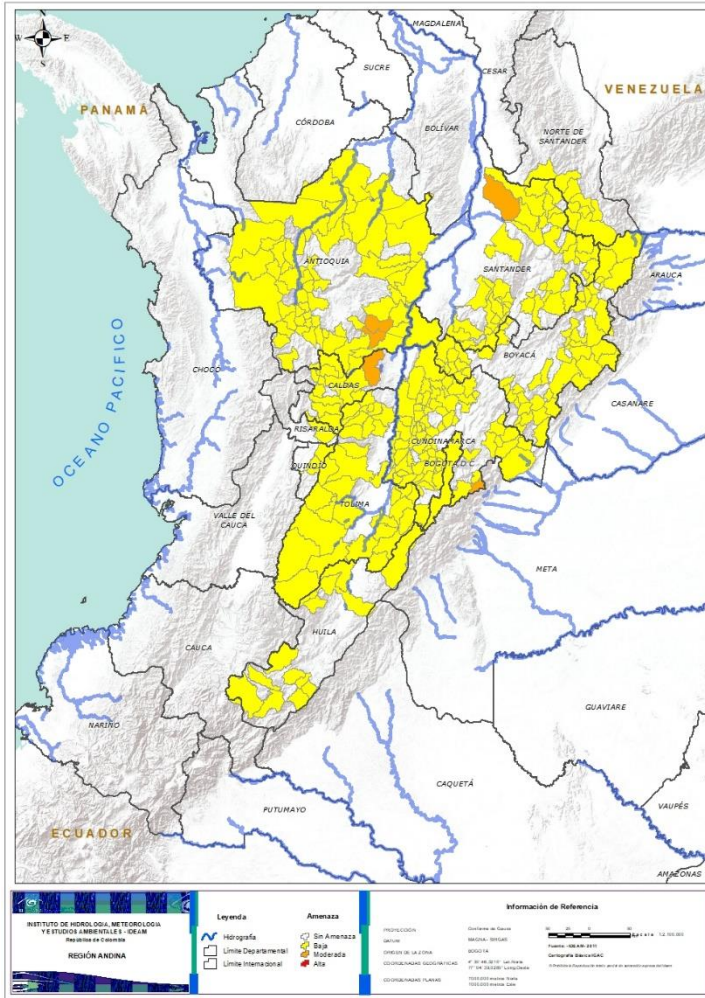 N
W E
S
MAGDALENA
SUCRE
CESAR
PANAMÁ
VENEZUELA
CÓRDOBA
BOLÍVAR
NORTE DE
SANTANDER
ANTIOQUIA
SANTANDER
ARAUCA
OCEANO PACIFICO
CHOCÓ
BOYACÁ
CALDAS
CASANARE
RISARALDA
CUNDINAMARCA
QUINDÍO
BOGOTÁ D.C.
TOLIMA
VALLE DEL
CAUCA
META
HUILA
CAUCA
NARIÑO
GUAVIARE
CAQUETÁ
PUTUMAYO
VAUPÉS
ECUADOR
AMAZONAS
INSTITUTO DE HIDROLOGIA, METEOROLOGIA
Y ESTUDIOS AMBIENTALES - IDEAM
República de Colombia
REGIÓN ANDINA
Leyenda
Hidrografía
Límite Departamental
Límite Internacional
Amenaza
Sin Amenaza
Baja
Moderada
Alta
Información de Referencia
PROYECCIÓN
DATUM
ORIGEN DE LA ZONA
BOGOTA
COORDENADAS GEOGRÁFICAS
COORDENADAS PLANAS
Fuente: IDEAM 2011
Cartografía Básica IGAC